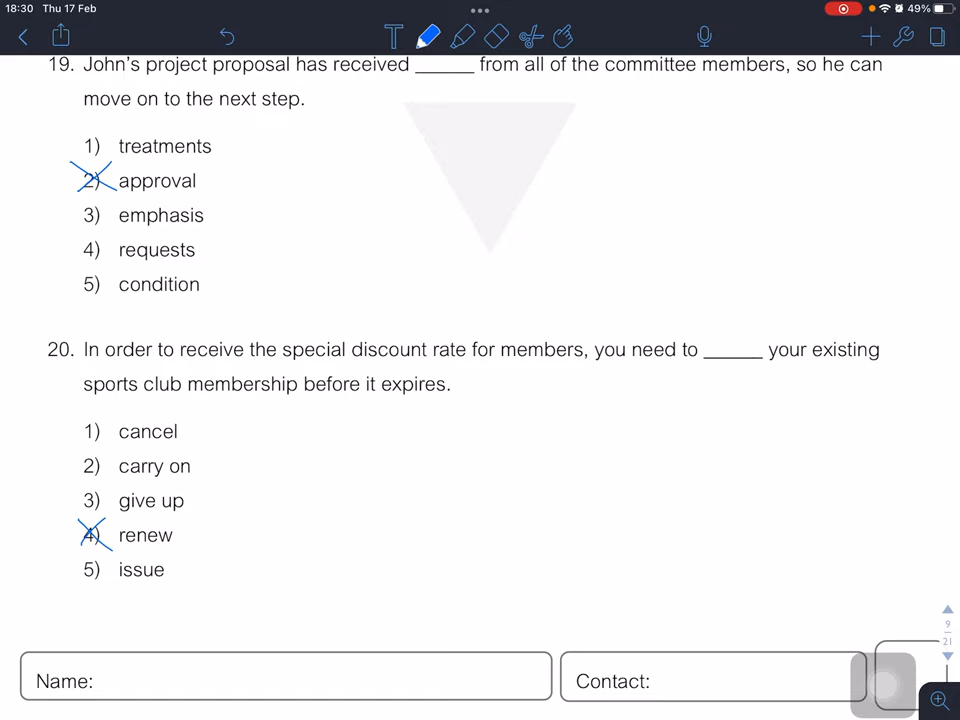 18:30 Thu 17 Feb
49%
T
19. John's project proposal has received ______ from all of the committee members, so he can
move on to the next step.
1) treatments
2) approval
3) emphasis
4) requests
5) condition
20. In order to receive the special discount rate for members, you need to ______ your existing
sports club membership before it expires.
1) cancel
2) carry on
3) give up
4) renew
5) issue
9
21
Name:
Contact: